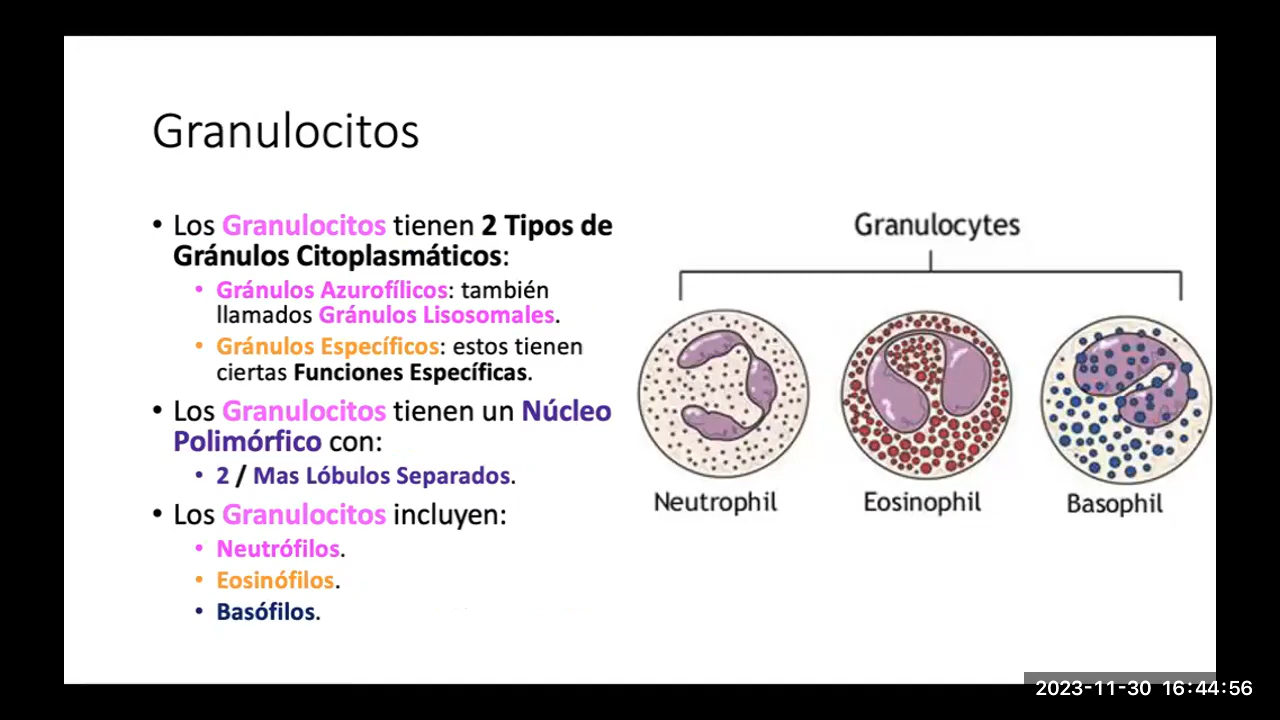 Granulocitos
• Los Granulocitos tienen 2 Tipos de
Gránulos Citoplasmáticos:
• Gránulos Azurofílicos: también
llamados Gránulos Lisosomales.
• Gránulos Específicos: estos tienen
ciertas Funciones Específicas.
• Los Granulocitos tienen un Núcleo
Polimórfico con:
• 2 / Mas Lóbulos Separados.
• Los Granulocitos incluyen:
• Neutrófilos.
• Eosinófilos.
• Basófilos.
Granulocytes
Neutrophil
Eosinophil
Basophil
2023-11-30 16:44:56